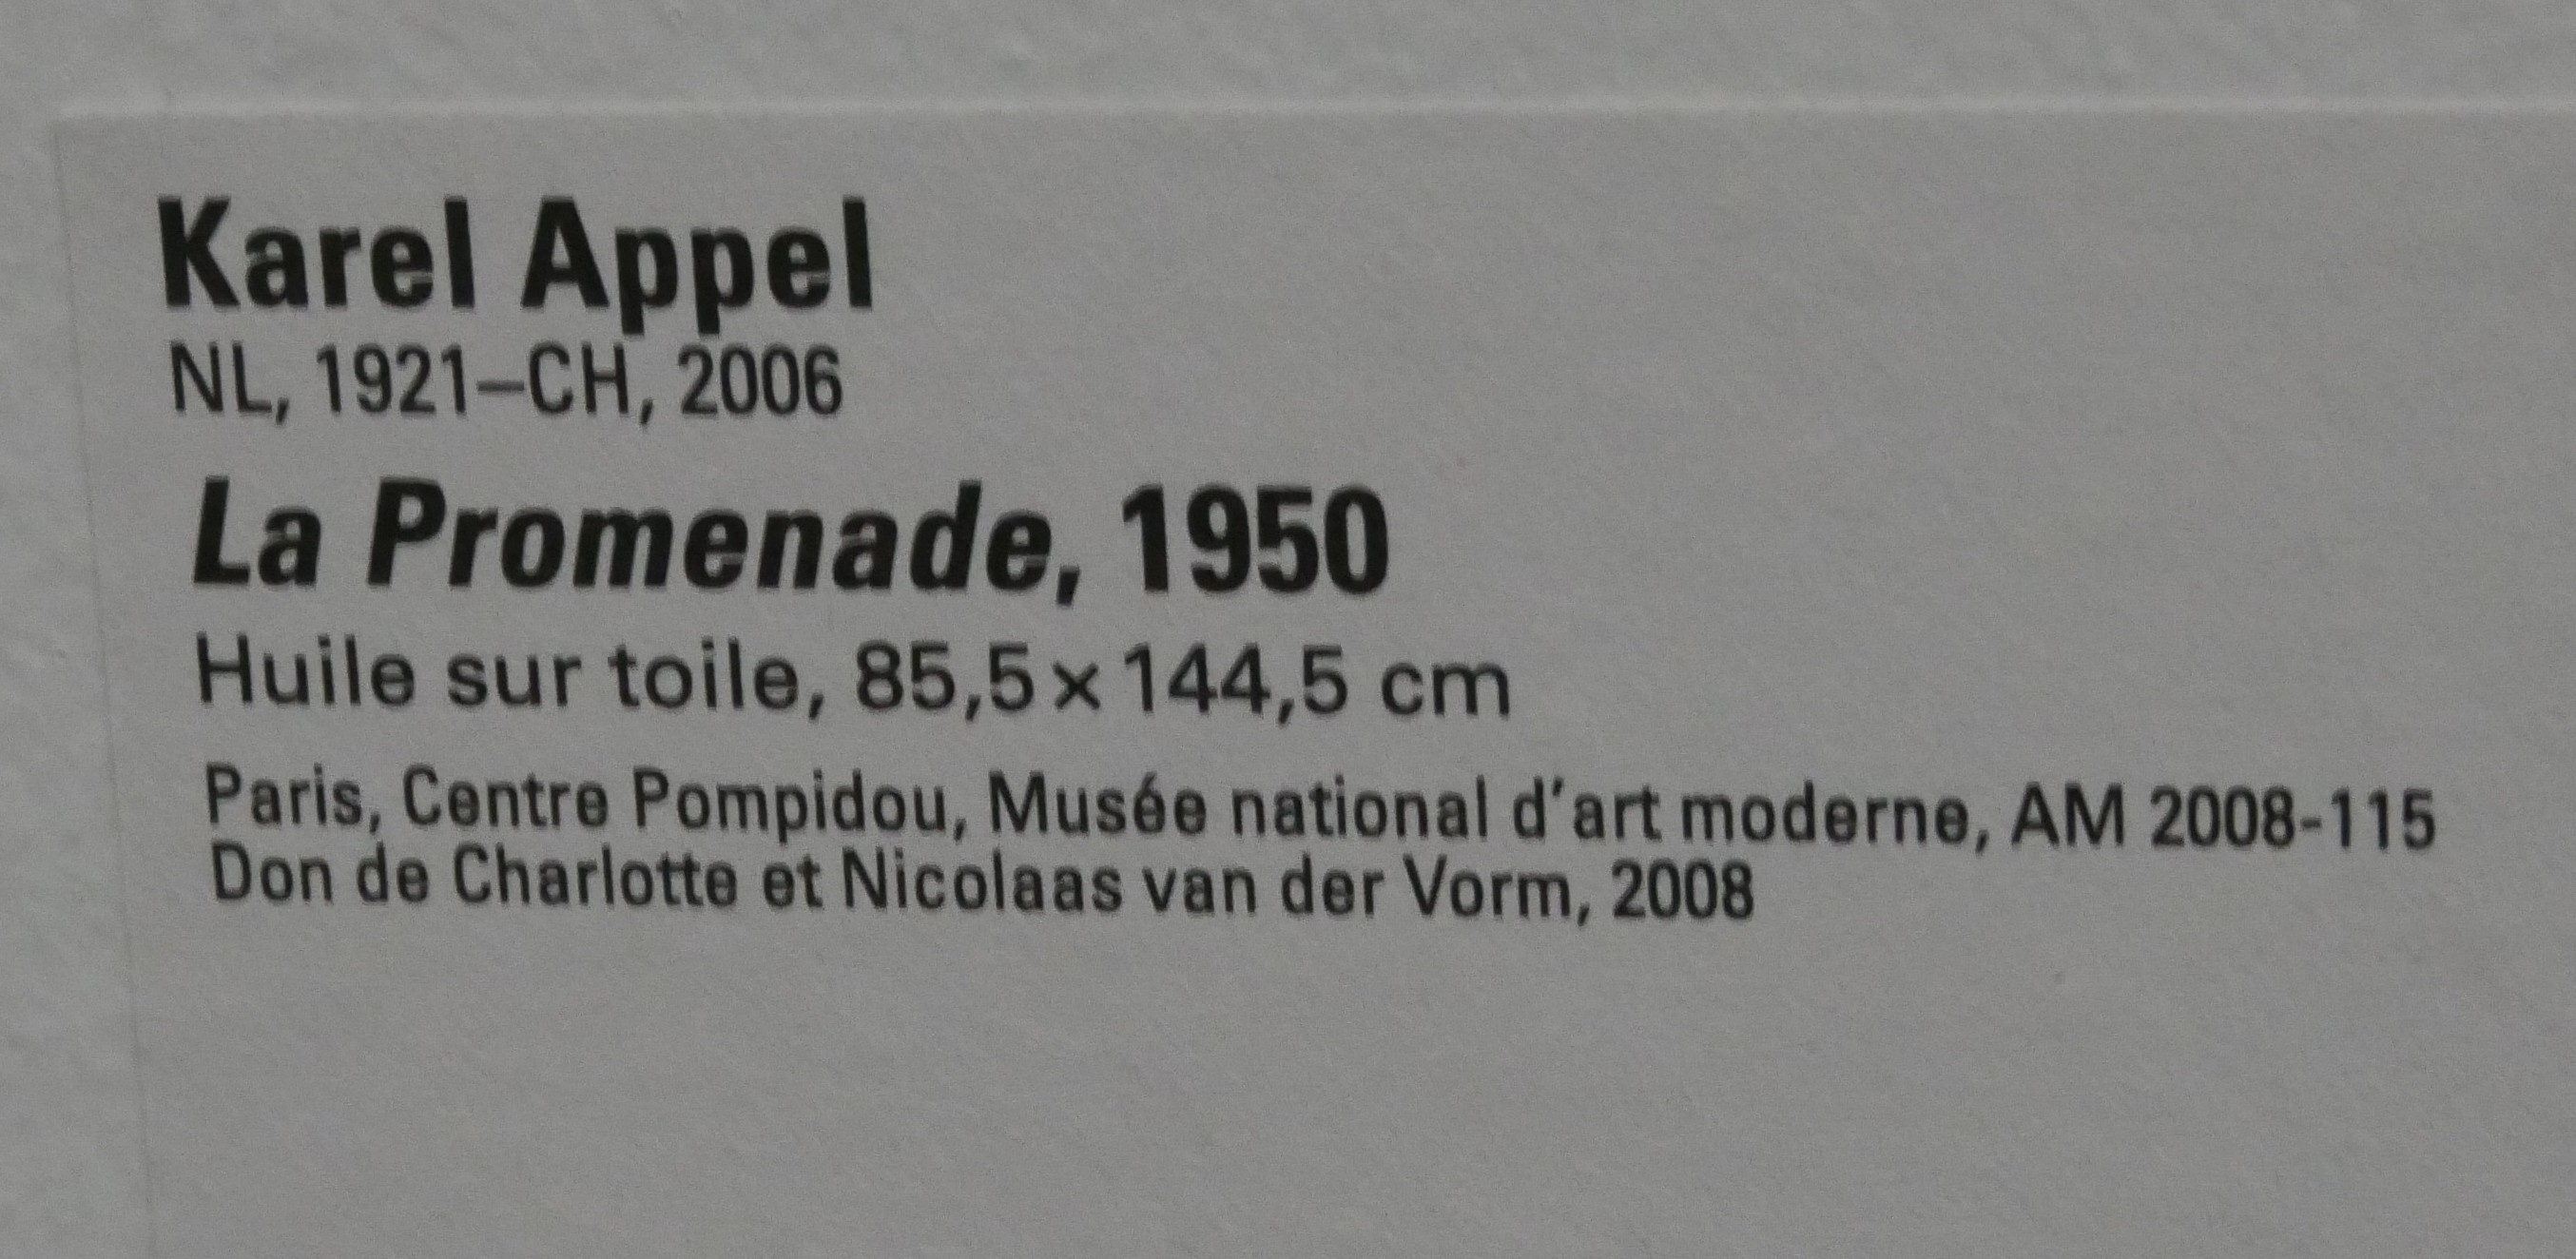 Karel Appel
NL, 1921–CH, 2006
La Promenade, 1950
Huile sur toile, 85,5 × 144,5 cm
Paris, Centre Pompidou, Musée national d’art moderne, AM 2008-115
Don de Charlotte et Nicolaas van der Vorm, 2008